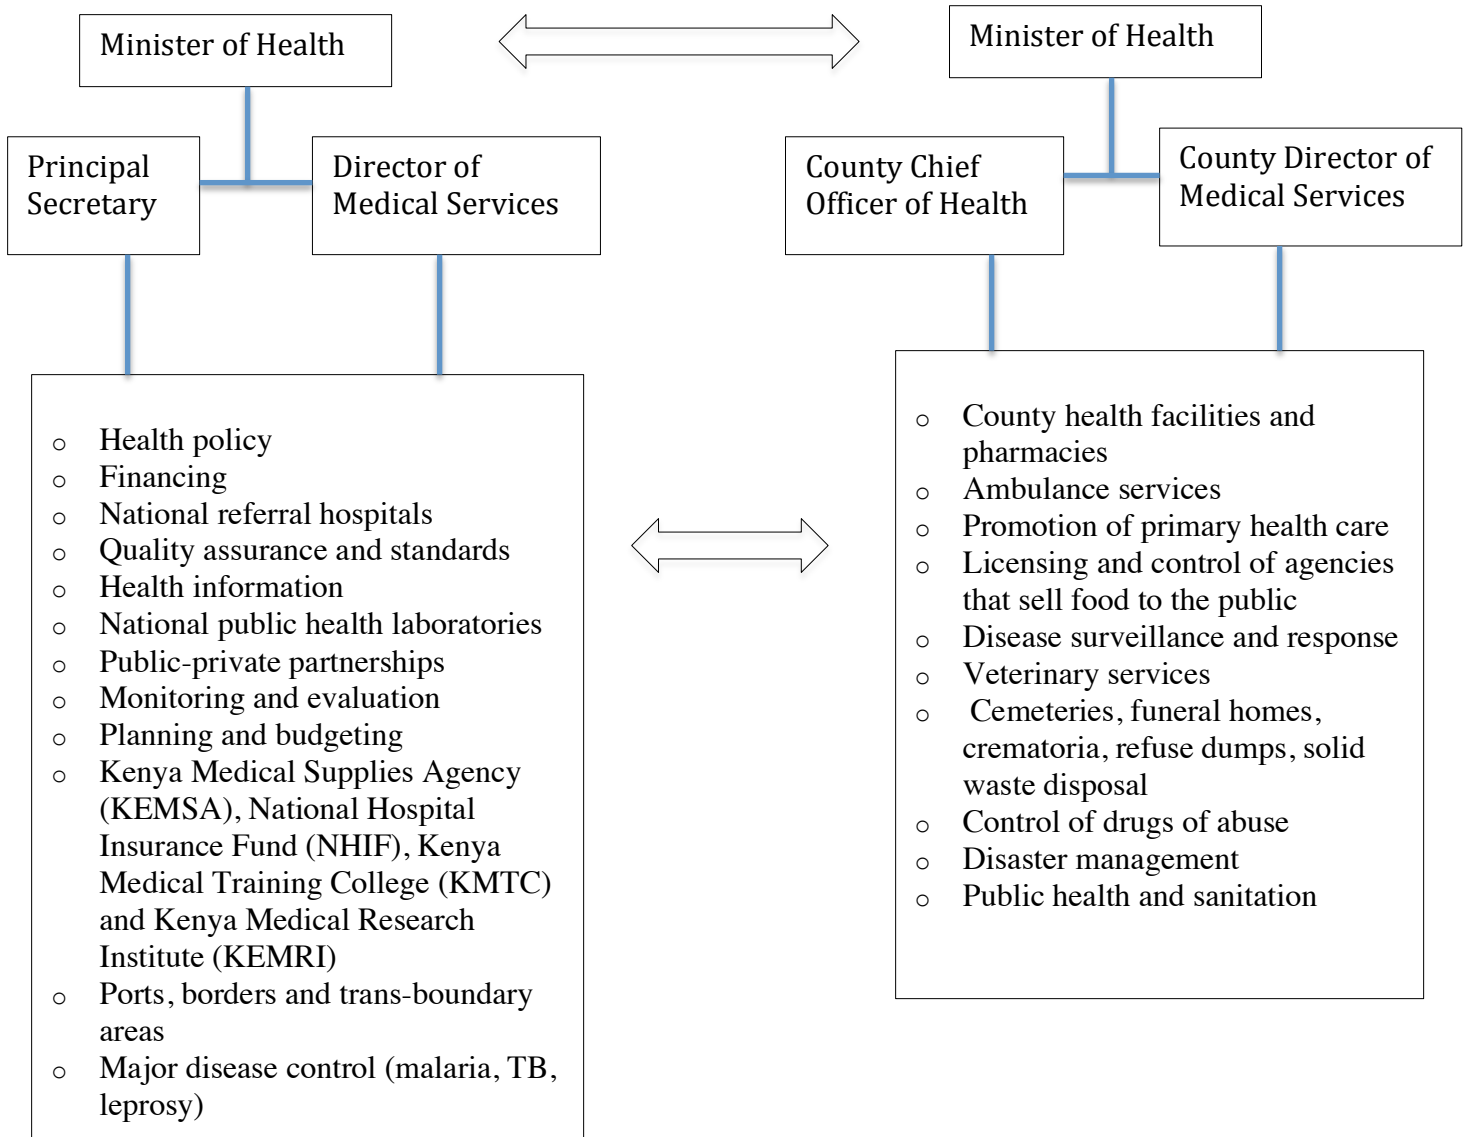 Minister of Health
Principal
Secretary
Director of
Medical Services
o Health policy
o Financing
o National referral hospitals
o Quality assurance and standards
o Health information
o National public health laboratories
o Public-private partnerships
o Monitoring and evaluation
o Planning and budgeting
o Kenya Medical Supplies Agency
(KEMSA), National Hospital
Insurance Fund (NHIF), Kenya
Medical Training College (KMTC)
and Kenya Medical Research
Institute (KEMRI)
o Ports, borders and trans-boundary
areas
o Major disease control (malaria, TB,
leprosy)
Minister of Health
County Chief
Officer of Health
County Director of
Medical Services
o County health facilities and
pharmacies
o Ambulance services
o Promotion of primary health care
o Licensing and control of agencies
that sell food to the public
o Disease surveillance and response
o Veterinary services
o Cemeteries, funeral homes,
crematoria, refuse dumps, solid
waste disposal
o Control of drugs of abuse
o Disaster management
o Public health and sanitation